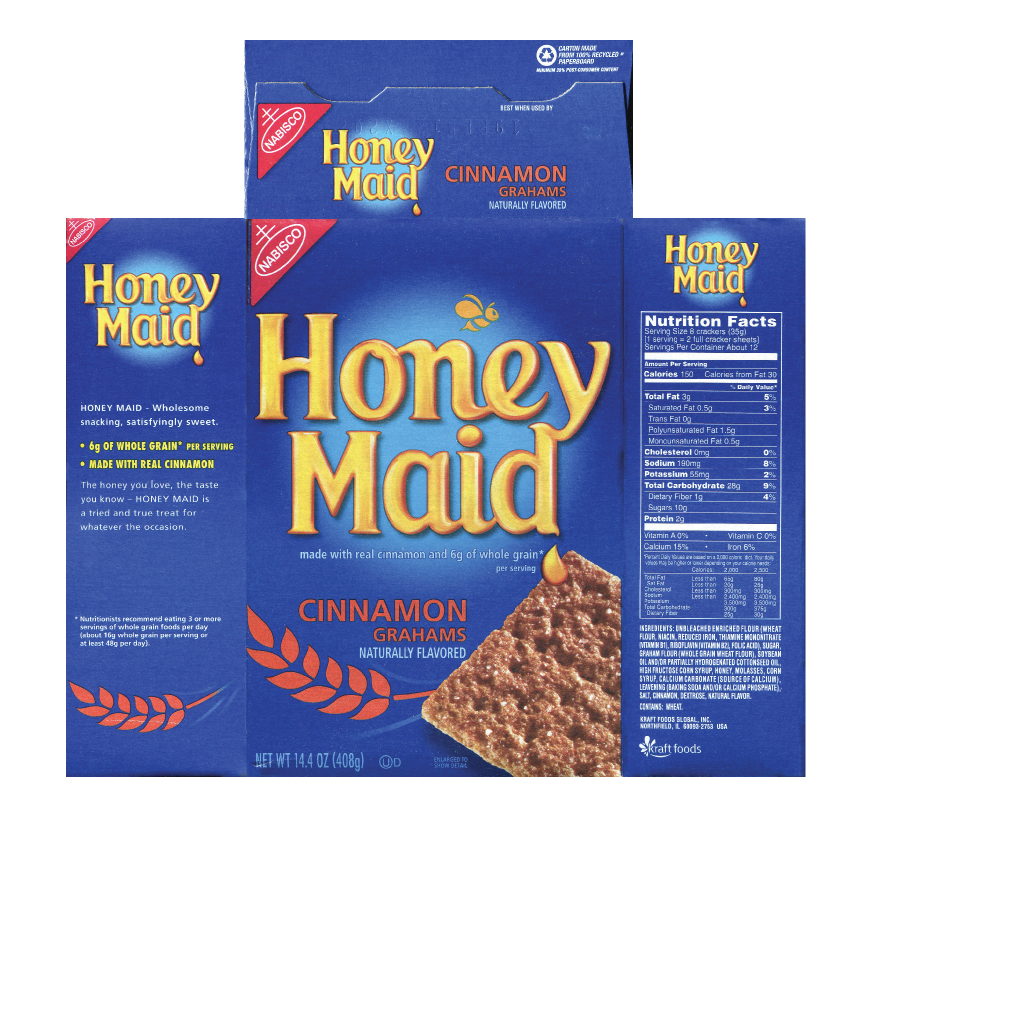 CARTON MADE
FROM 100% RECYCLED
PAPERBOARD
MINIMUM 35% POST-CONSUMER CONTENT
BEST WHEN USED BY
NABISCO
Honey
Maid
CINNAMON
GRAHAMS
NATURALLY FLAVORED
NABISCO
Honey
Maid
HONEY MAID - Wholesome
snacking, satisfyingly sweet.
• 6g OF WHOLE GRAIN* PER SERVING
• MADE WITH REAL CINNAMON
The honey you love, the taste
you know – HONEY MAID is
a tried and true treat for
whatever the occasion.
* Nutritionists recommend eating 3 or more
servings of whole grain foods per day
(about 16g whole grain per serving or
at least 48g per day).
NABISCO
Honey
Maid
made with real cinnamon and 6g of whole grain*
per serving
CINNAMON
GRAHAMS
NATURALLY FLAVORED
NET WT 14.4 OZ (408g)
U D
ENLARGED TO
SHOW DETAIL
Honey
Maid
Nutrition Facts
Serving Size 8 crackers (35g)
[1 serving = 2 full cracker sheets]
Servings Per Container About 12
Amount Per Serving
Calories 150 Calories from Fat 30
% Daily Value*
Total Fat 3g 5%
Saturated Fat 0.5g 3%
Trans Fat 0g
Polyunsaturated Fat 1.5g
Monounsaturated Fat 0.5g
Cholesterol 0mg 0%
Sodium 190mg 8%
Potassium 55mg 2%
Total Carbohydrate 28g 9%
Dietary Fiber 1g 4%
Sugars 10g
Protein 2g
Vitamin A 0% • Vitamin C 0%
Calcium 15% • Iron 6%
*Percent Daily Values are based on a 2,000 calorie diet. Your daily
values may be higher or lower depending on your calorie needs:
Calories: 2,000 2,500
Total Fat Less than 65g 80g
Sat Fat Less than 20g 25g
Cholesterol Less than 300mg 300mg
Sodium Less than 2,400mg 2,400mg
Potassium 3,500mg 3,500mg
Total Carbohydrate 300g 375g
Dietary Fiber 25g 30g
INGREDIENTS: UNBLEACHED ENRICHED FLOUR (WHEAT
FLOUR, NIACIN, REDUCED IRON, THIAMINE MONONITRATE
(VITAMIN B1), RIBOFLAVIN (VITAMIN B2), FOLIC ACID), SUGAR,
GRAHAM FLOUR (WHOLE GRAIN WHEAT FLOUR), SOYBEAN
OIL AND/OR PARTIALLY HYDROGENATED COTTONSEED OIL,
HIGH FRUCTOSE CORN SYRUP, HONEY, MOLASSES, CORN
SYRUP, CALCIUM CARBONATE (SOURCE OF CALCIUM),
LEAVENING (BAKING SODA AND/OR CALCIUM PHOSPHATE),
SALT, CINNAMON, DEXTROSE, NATURAL FLAVOR.
CONTAINS: WHEAT.
KRAFT FOODS GLOBAL, INC.
NORTHFIELD, IL 60093-2753 USA
kraft foods